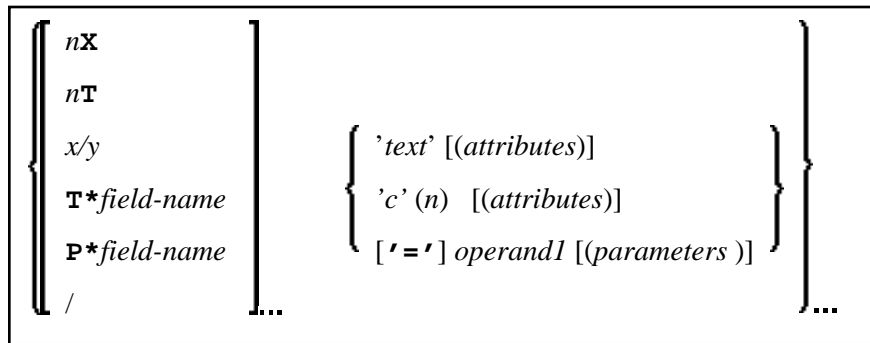 nX
nT
x/y
’text’ [(attributes)]
T*field-name
’c’ (n) [(attributes)]
P*field-name
[’=’] operand1 [(parameters )]
/
...
...